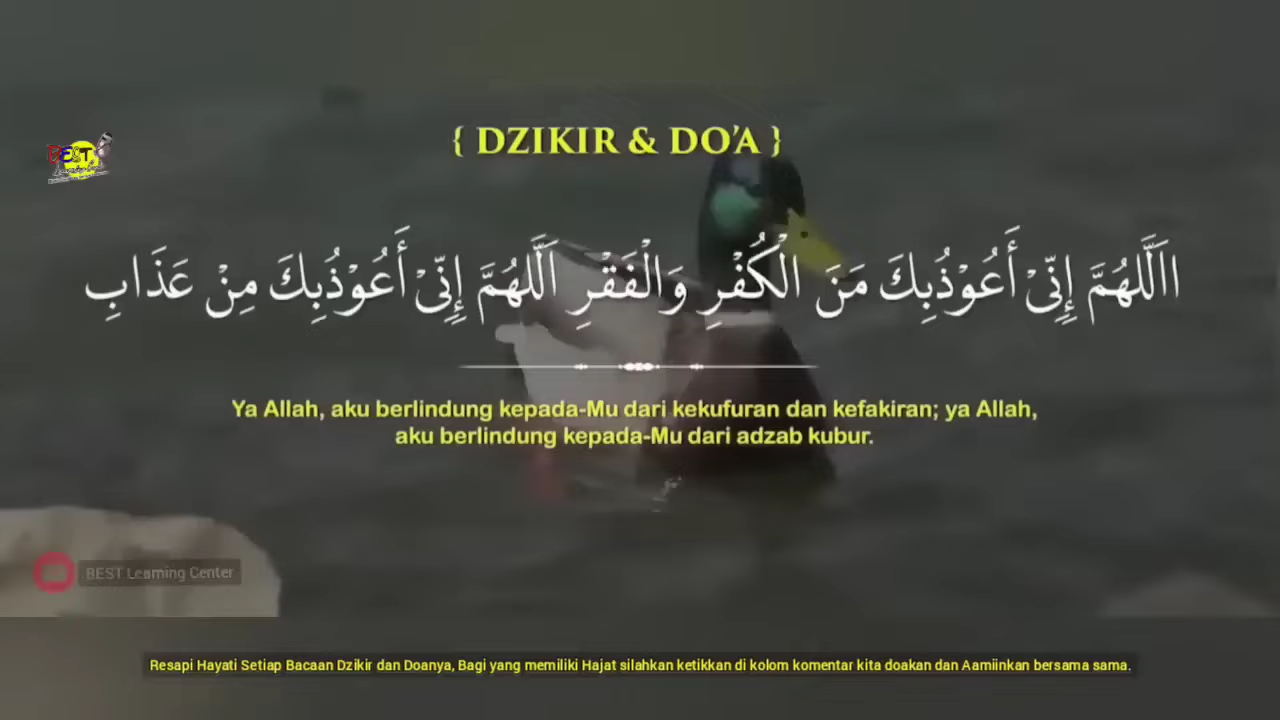 { DZIKIR & DO'A }
BEST
اَللَّهُمَّ إِنِّيْ أَعُوْذُبِكَ مَنَ الْكُفْرِ وَالْفَقْرِ اَللَّهُمَّ إِنِّيْ أَعُوْذُبِكَ مِنْ عَذَابِ
Ya Allah, aku berlindung kepada-Mu dari kekufuran dan kefakiran; ya Allah,
aku berlindung kepada-Mu dari adzab kubur.
BEST Learning Center
Resapi Hayati Setiap Bacaan Dzikir dan Doanya, Bagi yang memiliki Hajat silahkan ketikkan di kolom komentar kita doakan dan Aamiinkan bersama sama.